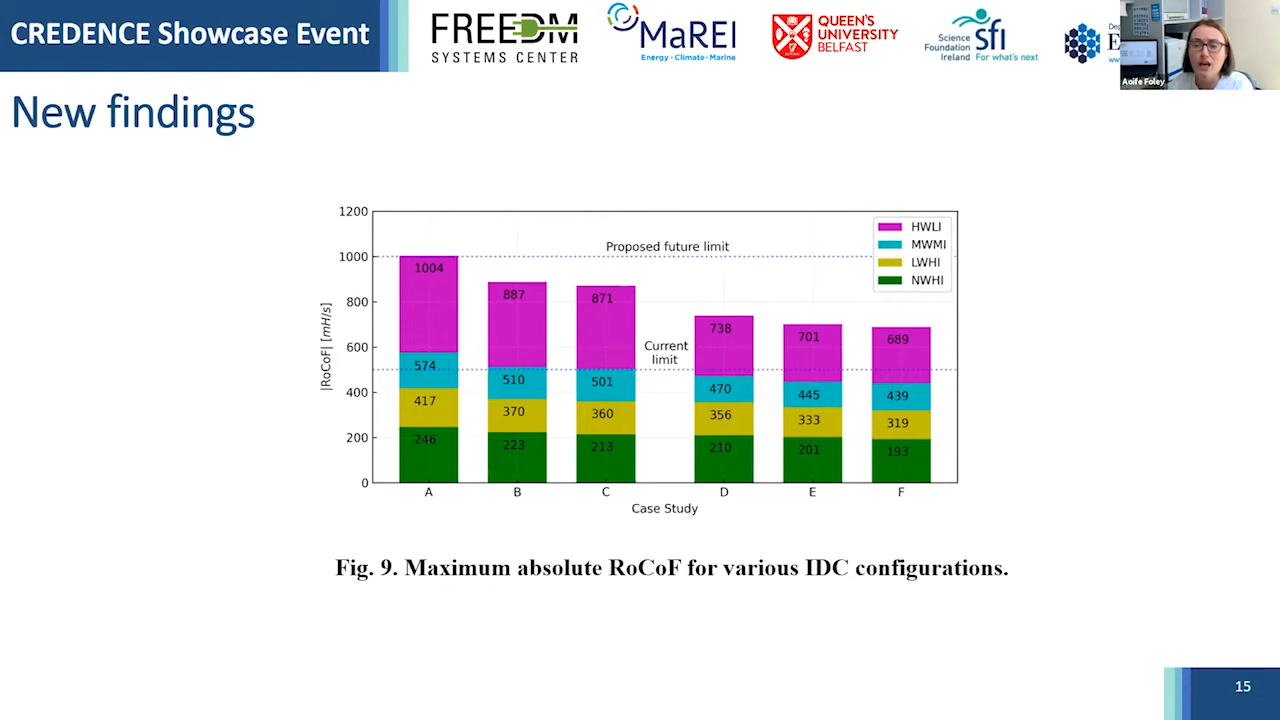 CREDENCE Showcase Event
FREEDM
SYSTEMS CENTER
MaREI
Energy · Climate · Marine
QUEEN'S
UNIVERSITY
BELFAST
Science
Foundation
Ireland
sfi
For what's next
Aoife Foley
New findings
1200
1000
800
600
400
200
0
|RoCoF| [mH/s]
Proposed future limit
Current
limit
HWLI
MWMI
LWHI
NWHI
1004
887
871
738
701
689
574
510
501
470
445
439
417
370
360
356
333
319
246
223
213
210
201
193
A B C D E F
Case Study
Fig. 9. Maximum absolute RoCoF for various IDC configurations.
15